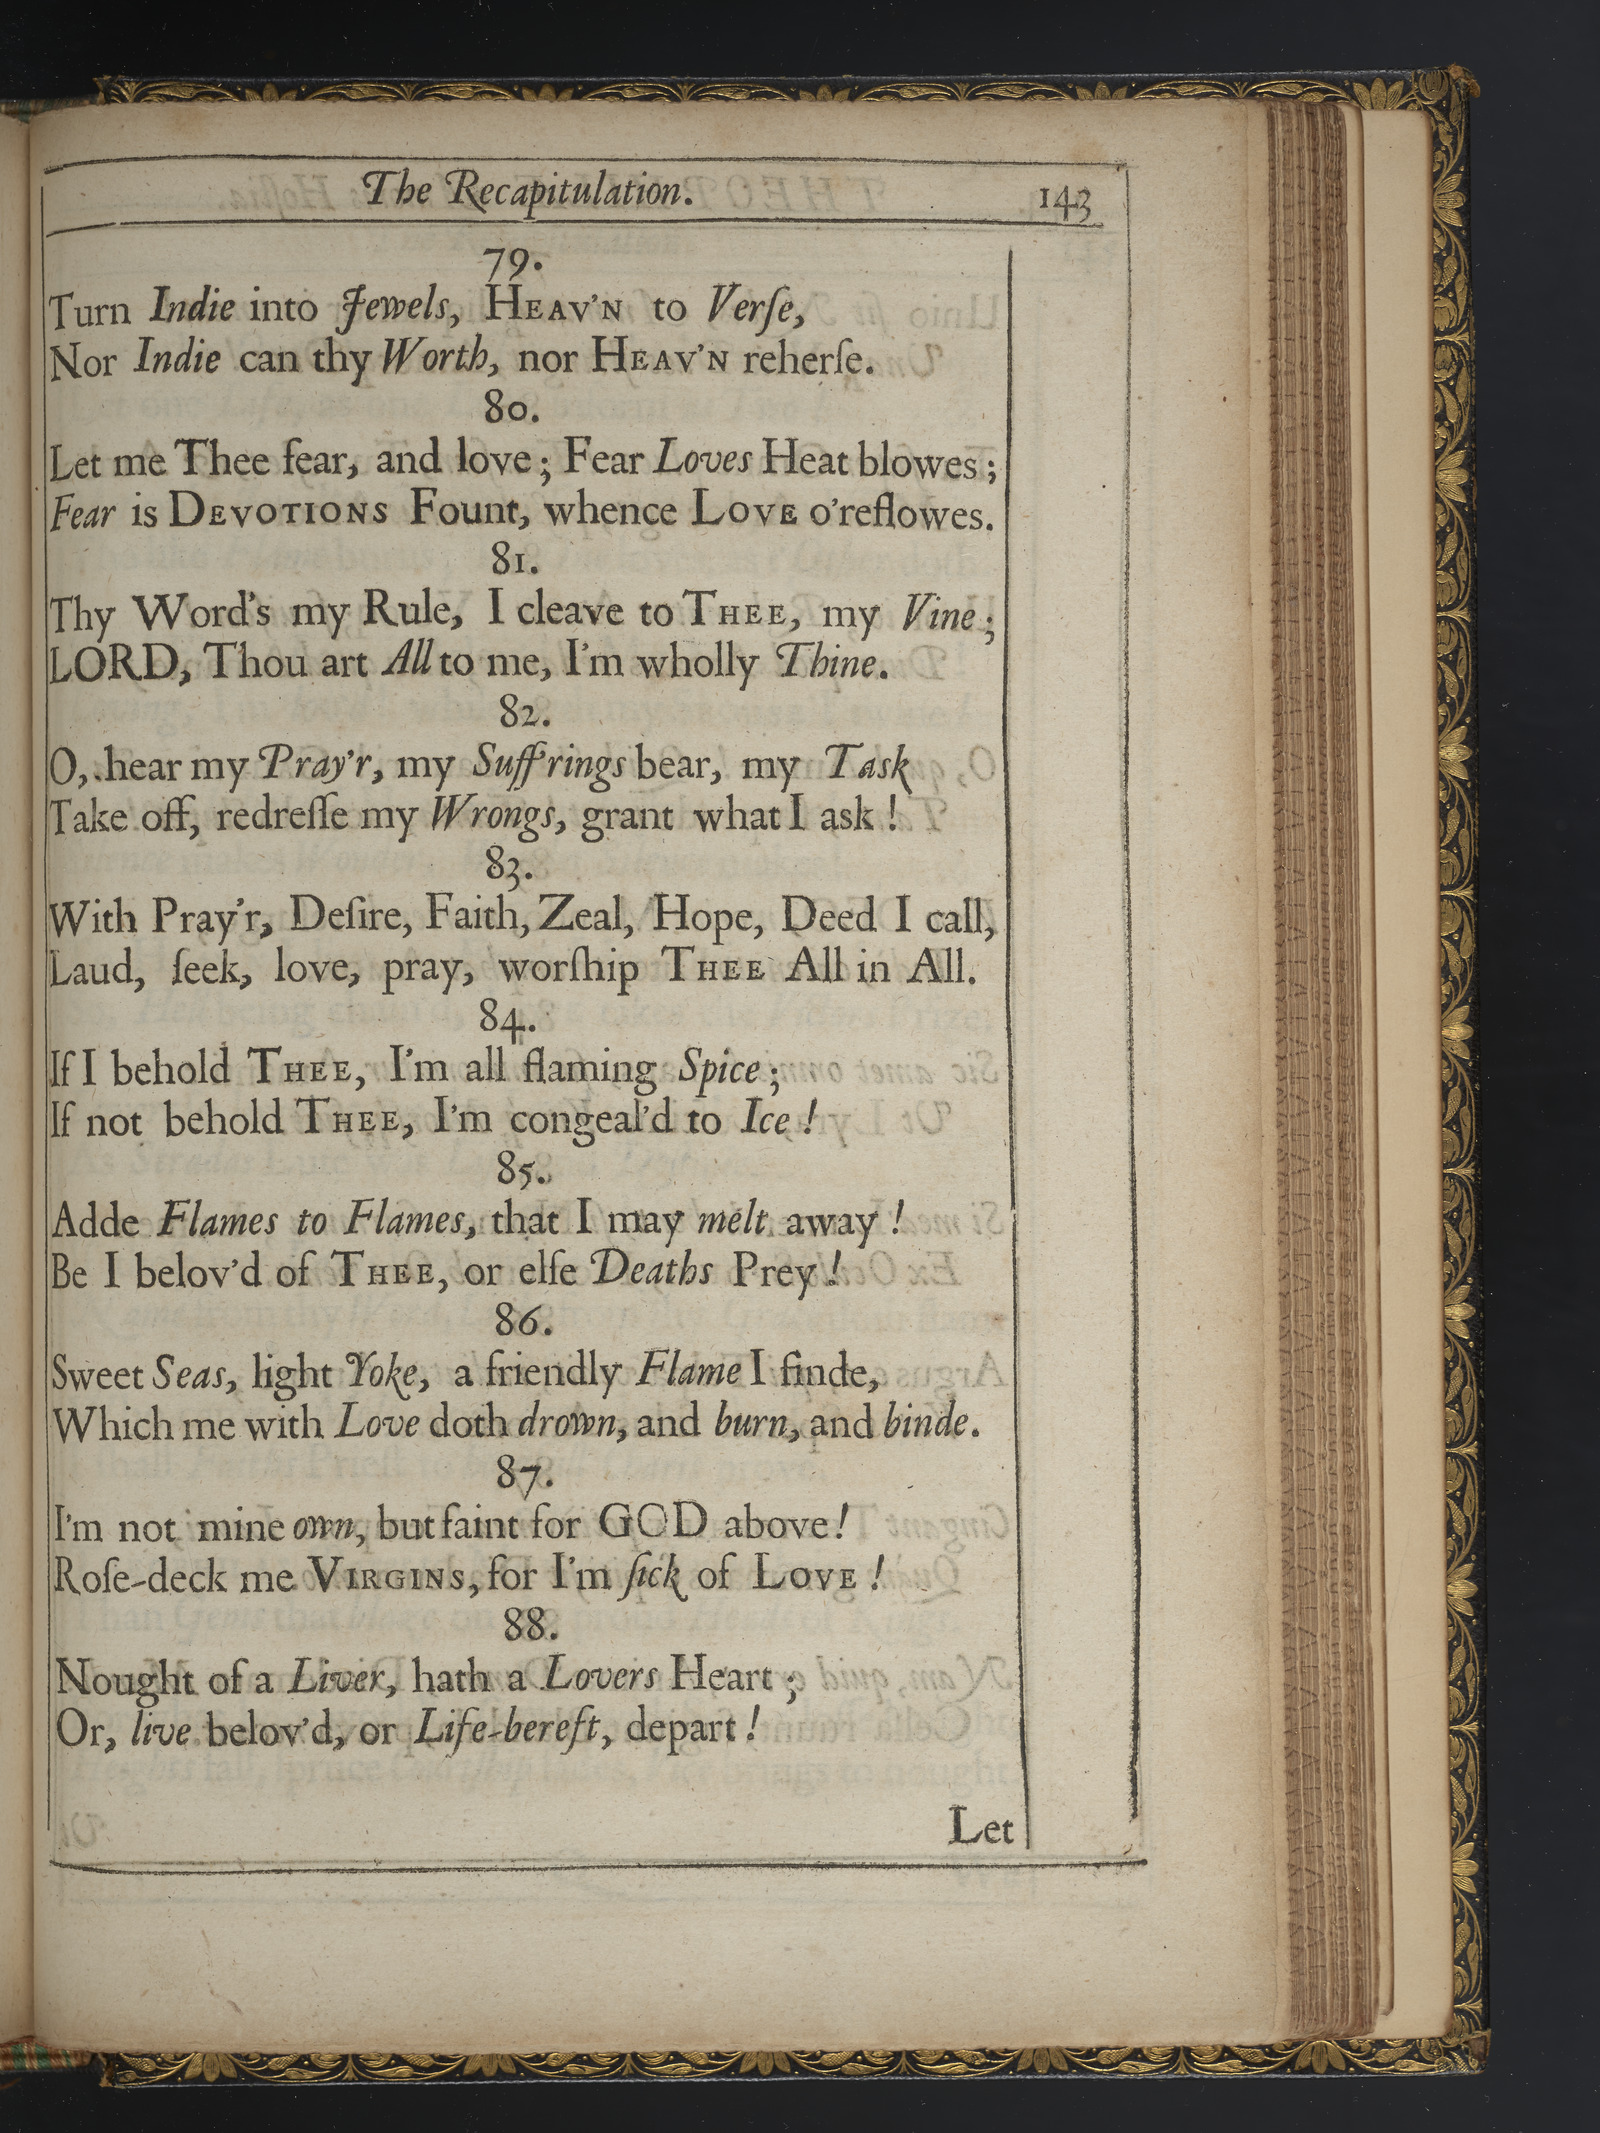 The Recapitulation. 143
79.
Turn Indie into Jewels, HEAV'N to Verſe,
Nor Indie can thy Worth, nor HEAV'N reherſe.
80.
Let me Thee fear, and love; Fear Loves Heat blowes;
Fear is DEVOTIONS Fount, whence LOVE o'reflowes.
81.
Thy Word's my Rule, I cleave to THEE, my Vine;
LORD, Thou art All to me, I'm wholly Thine.
82.
O, hear my Pray'r, my Suff'rings bear, my Task
Take off, redreſſe my Wrongs, grant what I ask!
83.
With Pray'r, Deſire, Faith, Zeal, Hope, Deed I call,
Laud, ſeek, love, pray, worſhip THEE All in All.
84.
If I behold THEE, I'm all flaming Spice;
If not behold THEE, I'm congeal'd to Ice!
85.
Adde Flames to Flames, that I may melt away!
Be I belov'd of THEE, or elſe Deaths Prey!
86.
Sweet Seas, light Yoke, a friendly Flame I finde,
Which me with Love doth drown, and burn, and binde.
87.
I'm not mine own, but faint for GOD above!
Roſe-deck me VIRGINS, for I'm ſick of LOVE!
88.
Nought of a Liver, hath a Lovers Heart;
Or, live belov'd, or Life-bereft, depart!
Let